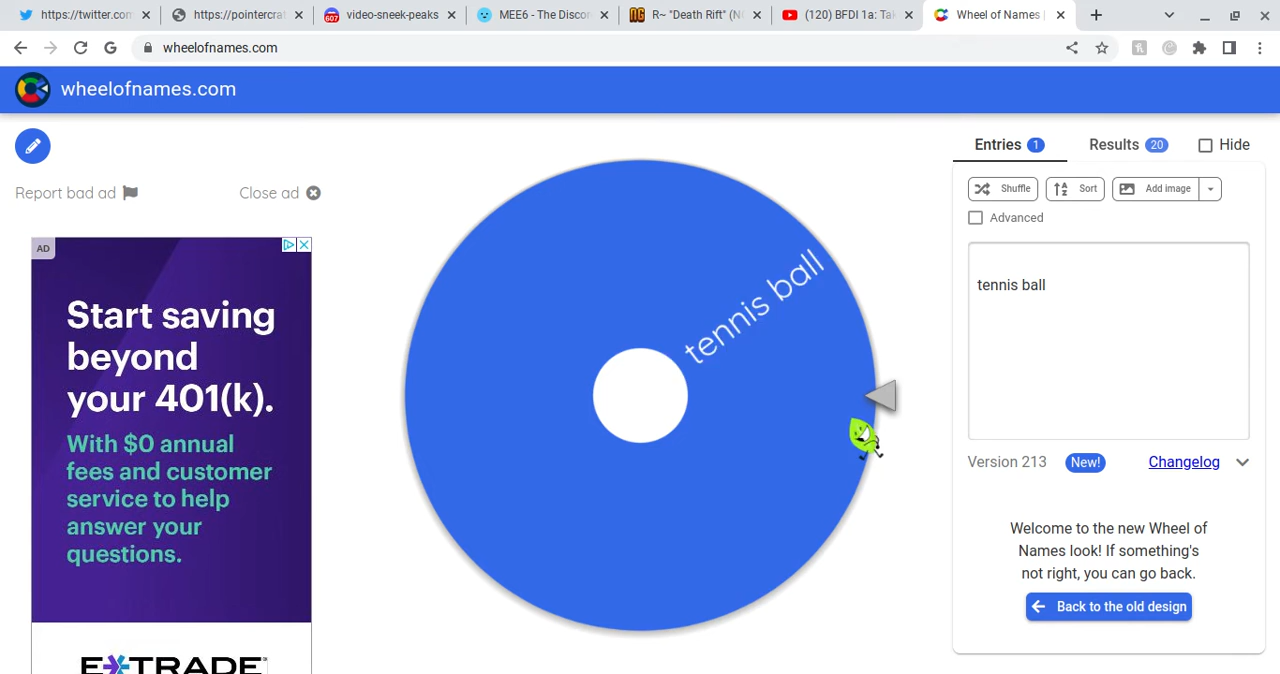 https://twitter.com
https://pointercrat
video-sneek-peaks
MEE6 - The Discor
R~ "Death Rift" (N
(120) BFDI 1a: Tak
Wheel of Names |
wheelofnames.com
wheelofnames.com
Report bad ad
Close ad
AD
Start saving
beyond
your 401(k).
With $0 annual
fees and customer
service to help
answer your
questions.
E*TRADE
tennis ball
Entries 1
Results 20
Hide
Shuffle
Sort
Add image
Advanced
tennis ball
Version 213
New!
Changelog
Welcome to the new Wheel of
Names look! If something's
not right, you can go back.
Back to the old design